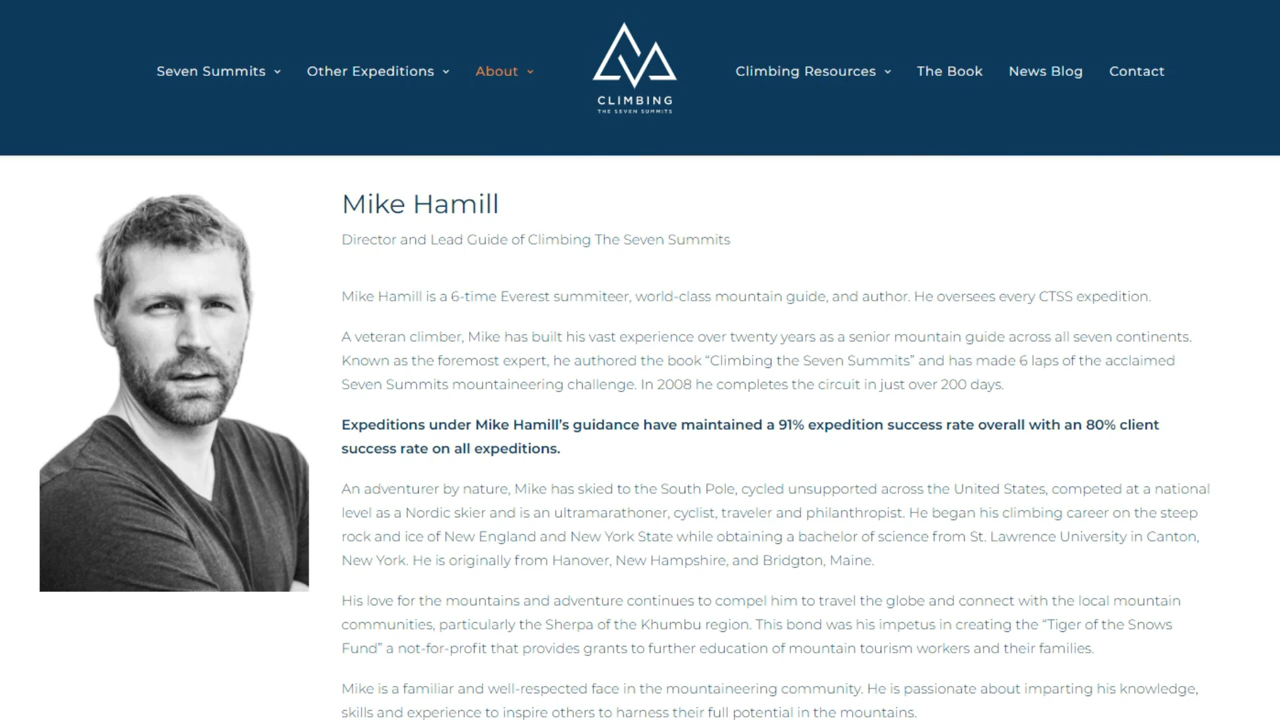 Seven Summits
Other Expeditions
About
CLIMBING
THE SEVEN SUMMITS
Climbing Resources
The Book
News Blog
Contact
Mike Hamill
Director and Lead Guide of Climbing The Seven Summits
Mike Hamill is a 6-time Everest summiteer, world-class mountain guide, and author. He oversees every CTSS expedition.
A veteran climber, Mike has built his vast experience over twenty years as a senior mountain guide across all seven continents.
Known as the foremost expert, he authored the book “Climbing the Seven Summits” and has made 6 laps of the acclaimed
Seven Summits mountaineering challenge. In 2008 he completes the circuit in just over 200 days.
Expeditions under Mike Hamill’s guidance have maintained a 91% expedition success rate overall with an 80% client
success rate on all expeditions.
An adventurer by nature, Mike has skied to the South Pole, cycled unsupported across the United States, competed at a national
level as a Nordic skier and is an ultramarathoner, cyclist, traveler and philanthropist. He began his climbing career on the steep
rock and ice of New England and New York State while obtaining a bachelor of science from St. Lawrence University in Canton,
New York. He is originally from Hanover, New Hampshire, and Bridgton, Maine.
His love for the mountains and adventure continues to compel him to travel the globe and connect with the local mountain
communities, particularly the Sherpa of the Khumbu region. This bond was his impetus in creating the “Tiger of the Snows
Fund” a not-for-profit that provides grants to further education of mountain tourism workers and their families.
Mike is a familiar and well-respected face in the mountaineering community. He is passionate about imparting his knowledge,
skills and experience to inspire others to harness their full potential in the mountains.